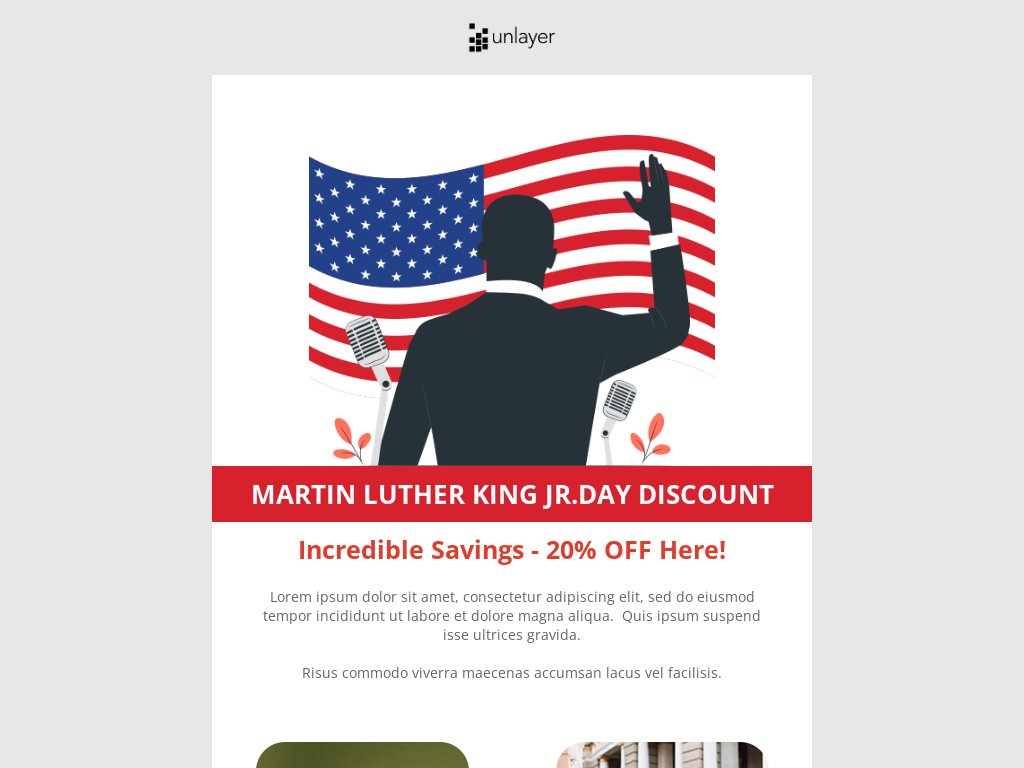 unlayer
MARTIN LUTHER KING JR.DAY DISCOUNT
Incredible Savings - 20% OFF Here!
Lorem ipsum dolor sit amet, consectetur adipiscing elit, sed do eiusmod
tempor incididunt ut labore et dolore magna aliqua.  Quis ipsum suspend
isse ultrices gravida.
Risus commodo viverra maecenas accumsan lacus vel facilisis.